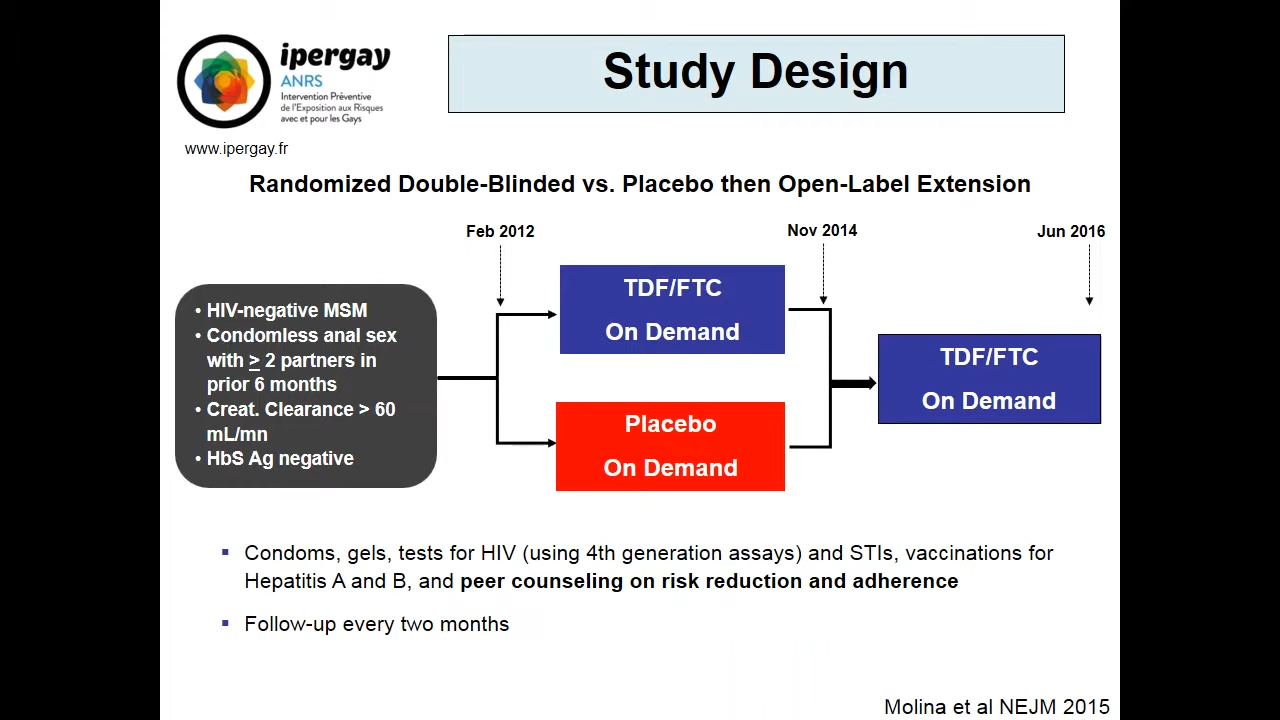 ipergay
ANRS
Intervention Préventive
de l'Exposition aux Risques
avec et pour les Gays
www.ipergay.fr
Study Design
Randomized Double-Blinded vs. Placebo then Open-Label Extension
Feb 2012
Nov 2014
Jun 2016
• HIV-negative MSM
• Condomless anal sex
with ≥ 2 partners in
prior 6 months
• Creat. Clearance > 60
mL/mn
• HbS Ag negative
TDF/FTC
On Demand
Placebo
On Demand
TDF/FTC
On Demand
▪ Condoms, gels, tests for HIV (using 4th generation assays) and STIs, vaccinations for
Hepatitis A and B, and peer counseling on risk reduction and adherence
▪ Follow-up every two months
Molina et al NEJM 2015